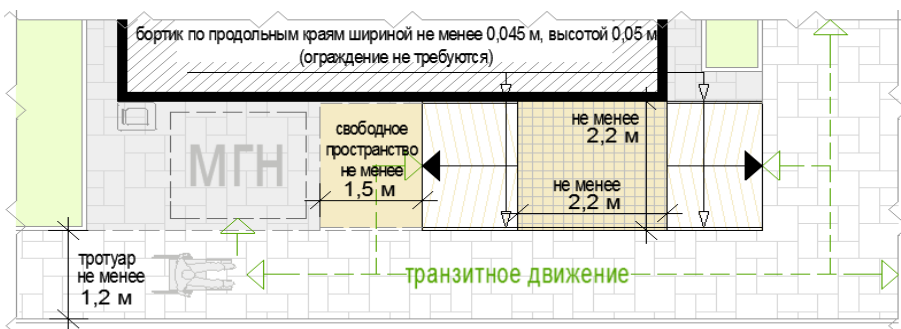 бортик по продольным краям шириной не менее 0,045 м, высотой 0,05 м
(ограждение не требуются)
свободное
пространство
не менее
1,5 м
МГН
не менее
2,2 м
не менее
2,2 м
тротуар
не менее
1,2 м
транзитное движение